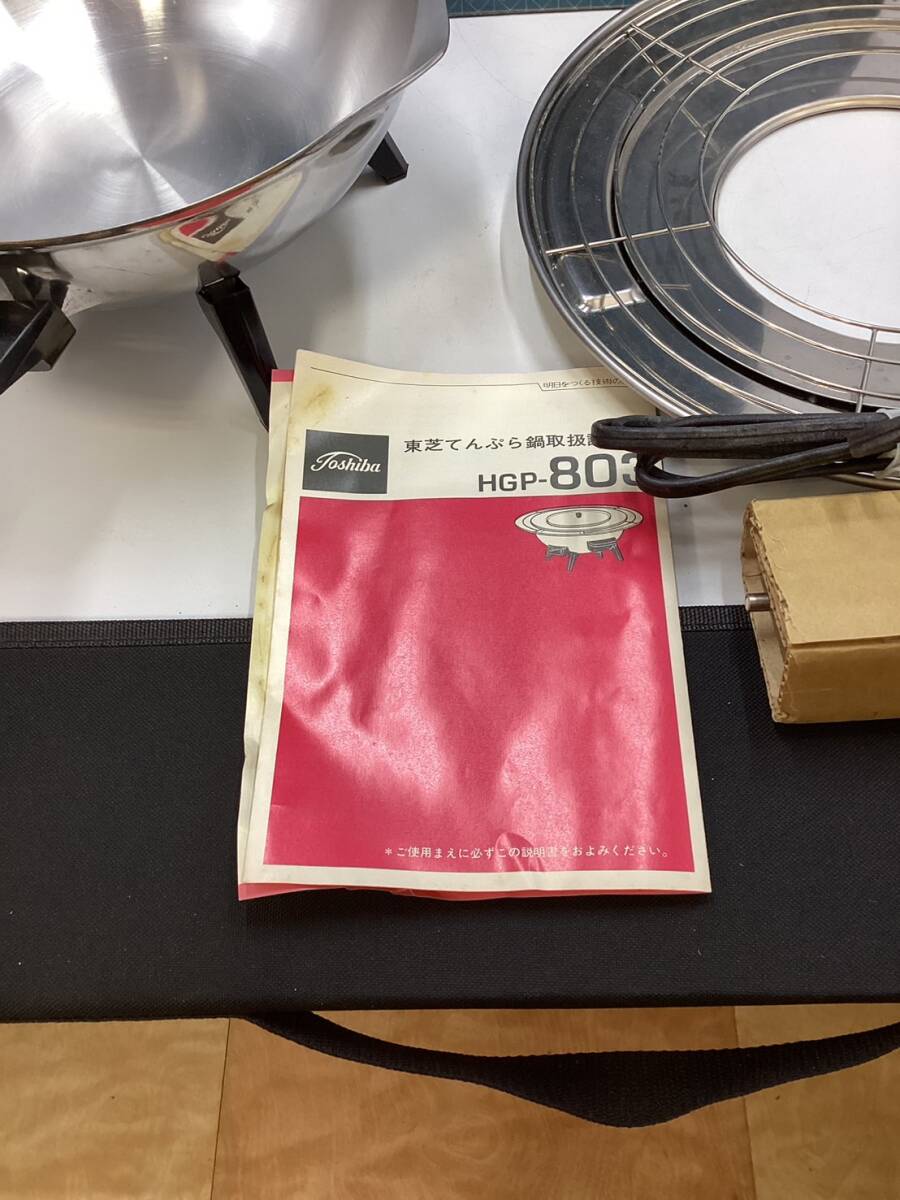 明日をつくる技術の
Toshiba
東芝てんぷら鍋取扱
HGP-803
＊ご使用まえに必ずこの説明書をおよみください。